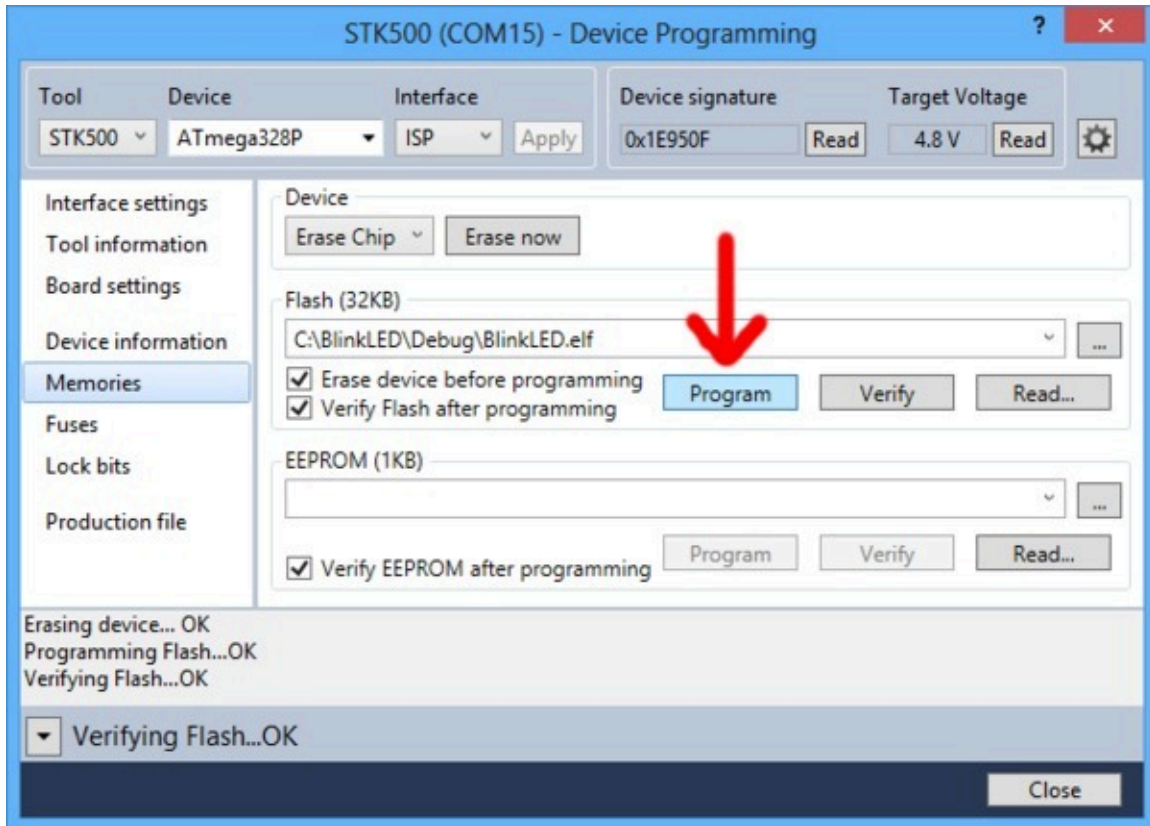 STK500 (COM15) - Device Programming
?
Tool Device Interface Device signature Target Voltage
STK500 ATmega328P ISP Apply 0x1E950F Read 4.8 V Read
Interface settings
Tool information
Board settings
Device information
Memories
Fuses
Lock bits
Production file
Device
Erase Chip Erase now
Flash (32KB)
C:\BlinkLED\Debug\BlinkLED.elf ...
Erase device before programming
Verify Flash after programming
Program Verify Read...
EEPROM (1KB)
...
Verify EEPROM after programming
Program Verify Read...
Erasing device... OK
Programming Flash...OK
Verifying Flash...OK
Verifying Flash...OK
Close